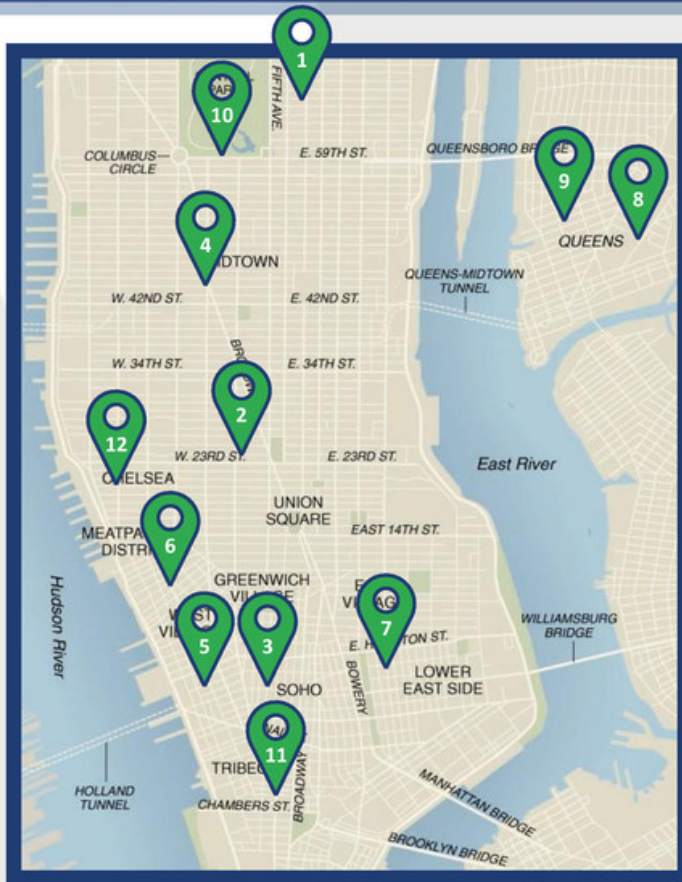 1
FIFTH AVE.
10
COLUMBUS
CIRCLE
E. 59TH ST.
QUEENSBORO
9
8
QUEENS
4
QUEENS-MIDTOWN
TUNNEL
W. 42ND ST.
E. 42ND ST.
W. 34TH ST.
E. 34TH ST.
2
12
W. 23RD ST.
E. 23RD ST.
East River
UNION
SQUARE
EAST 14TH ST.
6
GREENWICH
Hudson River
5
3
7
E.
ST.
WILLIAMSBURG
BRIDGE
LOWER
EAST SIDE
SOHO
BOWERY
11
BROADWAY
HOLLAND
TUNNEL
CHAMBERS ST.
MANHATTAN BRIDGE
BROOKLYN BRIDGE